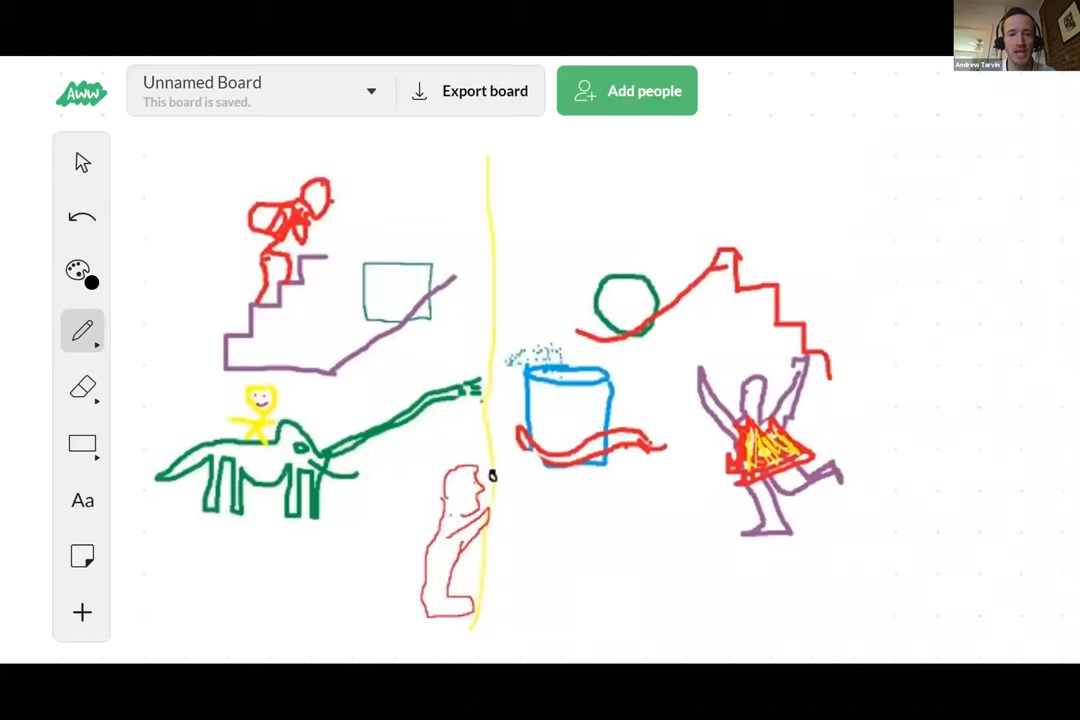 AWW
Unnamed Board
This board is saved.
Export board
Add people
Andrew Tarvin
Aa